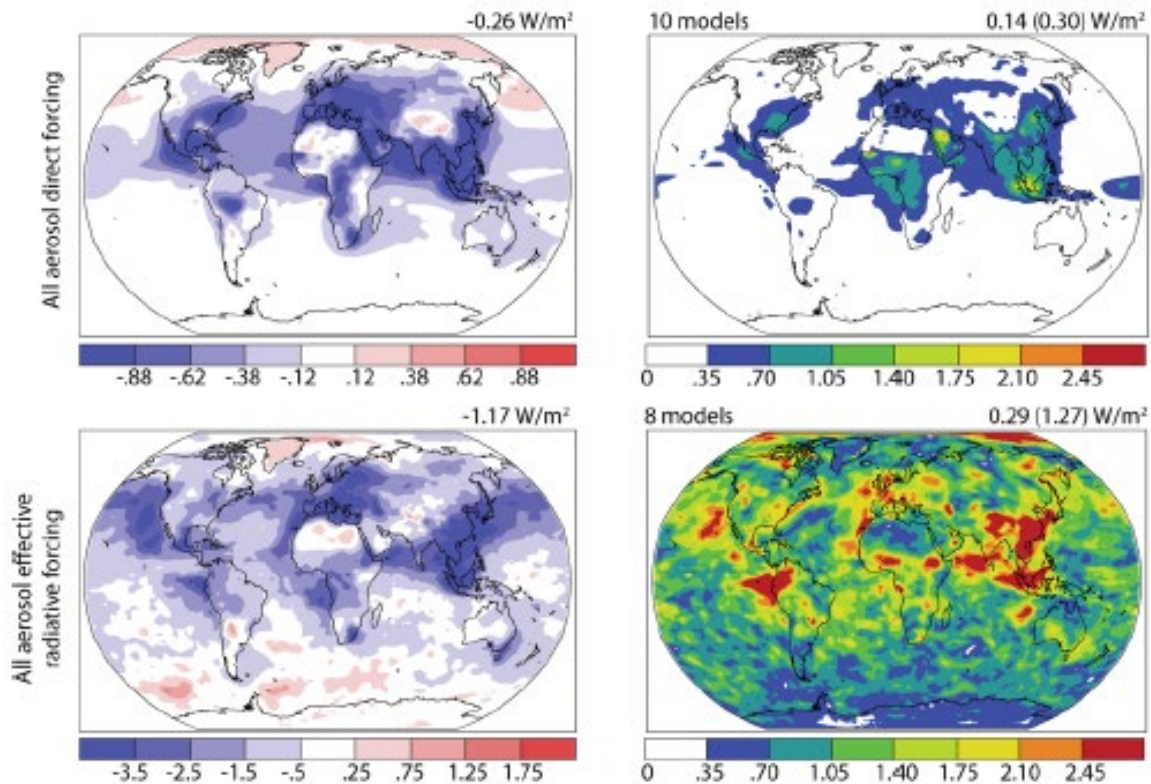 -0.26 W/m²
10 models 0.14 (0.30) W/m²
All aerosol direct forcing
-.88 -.62 -.38 -.12 .12 .38 .62 .88
0 .35 .70 1.05 1.40 1.75 2.10 2.45
-1.17 W/m²
8 models 0.29 (1.27) W/m²
All aerosol effective
radiative forcing
-3.5 -2.5 -1.5 -.5 .25 .75 1.25 1.75
0 .35 .70 1.05 1.40 1.75 2.10 2.45